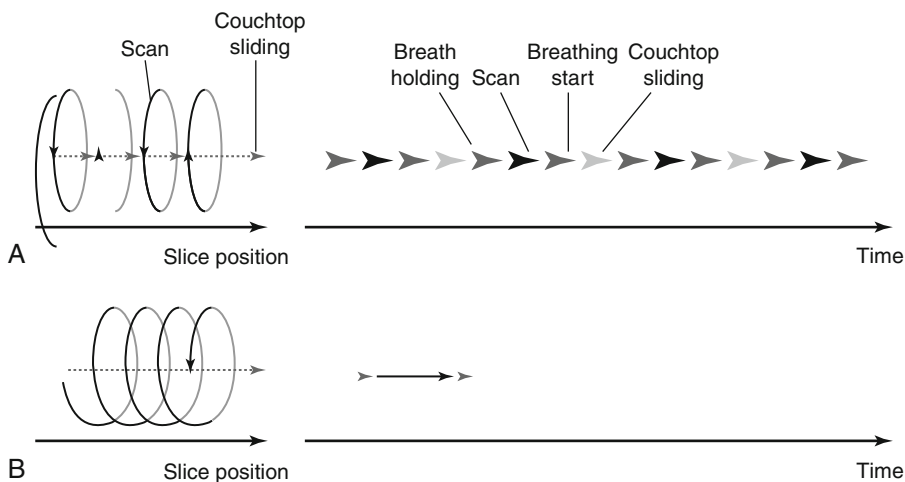 Couchtop
sliding
Scan
Breath
holding
Scan
Breathing
start
Couchtop
sliding
A
Slice position
Time
B
Slice position
Time